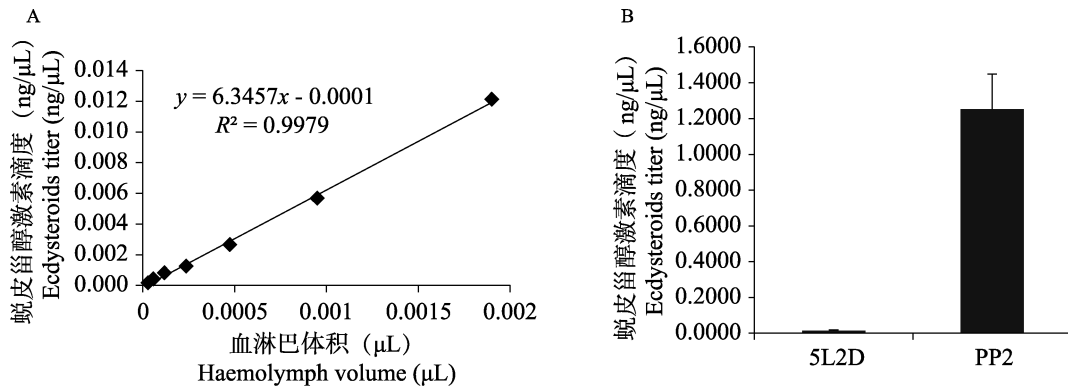 A
蜕皮甾醇激素滴度（ng/μL）
Ecdysteroids titer (ng/μL)
0.014
0.012
0.010
0.008
0.006
0.004
0.002
0.000
y = 6.3457x - 0.0001
R² = 0.9979
0 0.0005 0.001 0.0015 0.002
血淋巴体积（μL）
Haemolymph volume (μL)
B
蜕皮甾醇激素滴度（ ng/μL）
Ecdysteroids titer (ng/μL)
1.6000
1.4000
1.2000
1.0000
0.8000
0.6000
0.4000
0.2000
0.0000
5L2D PP2